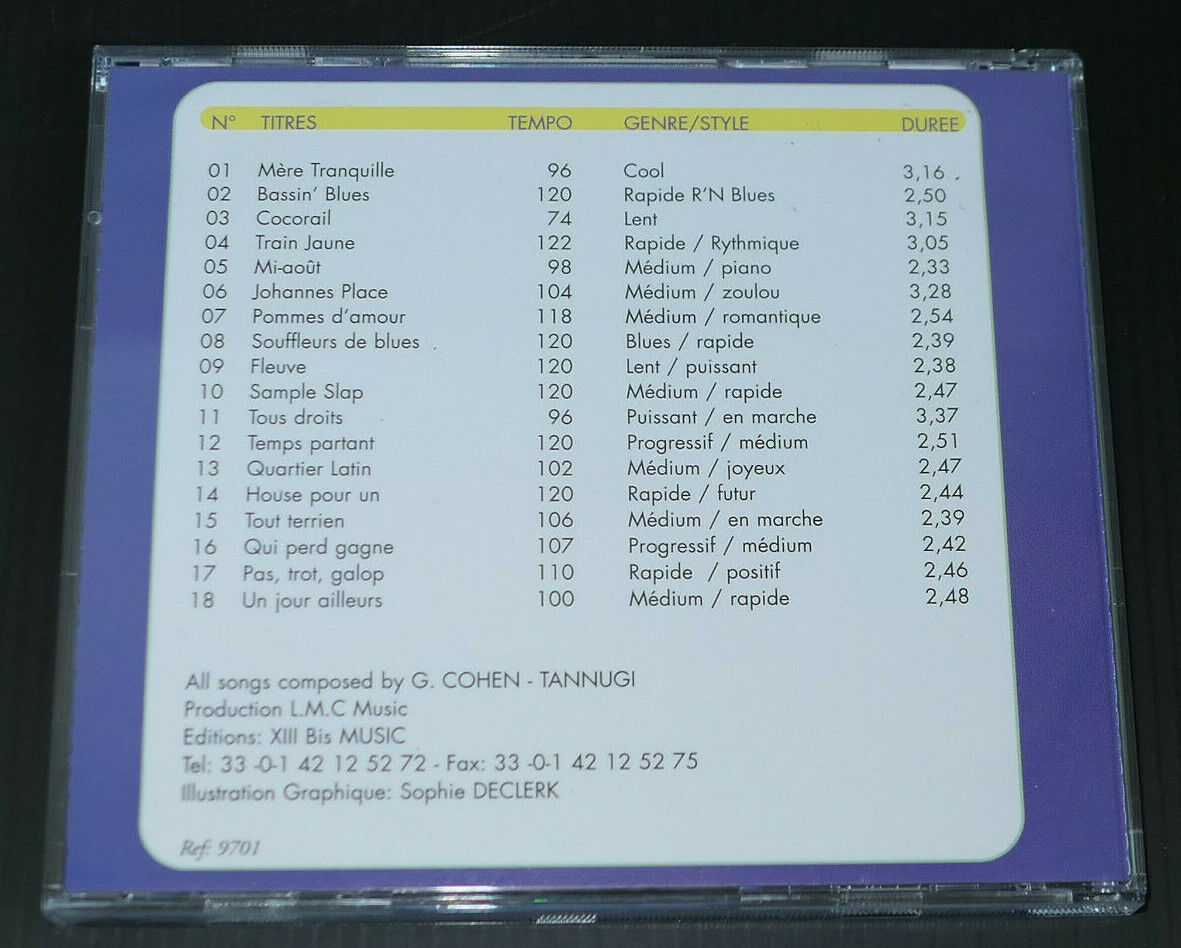 N° TITRES TEMPO GENRE/STYLE DUREE
01 Mère Tranquille 96 Cool 3,16
02 Bassin' Blues 120 Rapide R'N Blues 2,50
03 Cocorail 74 Lent 3,15
04 Train Jaune 122 Rapide / Rythmique 3,05
05 Mi-août 98 Médium / piano 2,33
06 Johannes Place 104 Médium / zoulou 3,28
07 Pommes d'amour 118 Médium / romantique 2,54
08 Souffleurs de blues 120 Blues / rapide 2,39
09 Fleuve 120 Lent / puissant 2,38
10 Sample Slap 120 Médium / rapide 2,47
11 Tous droits 96 Puissant / en marche 3,37
12 Temps partant 120 Progressif / médium 2,51
13 Quartier Latin 102 Médium / joyeux 2,47
14 House pour un 120 Rapide / futur 2,44
15 Tout terrien 106 Médium / en marche 2,39
16 Qui perd gagne 107 Progressif / médium 2,42
17 Pas, trot, galop 110 Rapide / positif 2,46
18 Un jour ailleurs 100 Médium / rapide 2,48
All songs composed by G. COHEN - TANNUGI
Production L.M.C Music
Editions: XIII Bis MUSIC
Tel: 33 -0-1 42 12 52 72 - Fax: 33 -0-1 42 12 52 75
Illustration Graphique: Sophie DECLERK
Ref: 9701